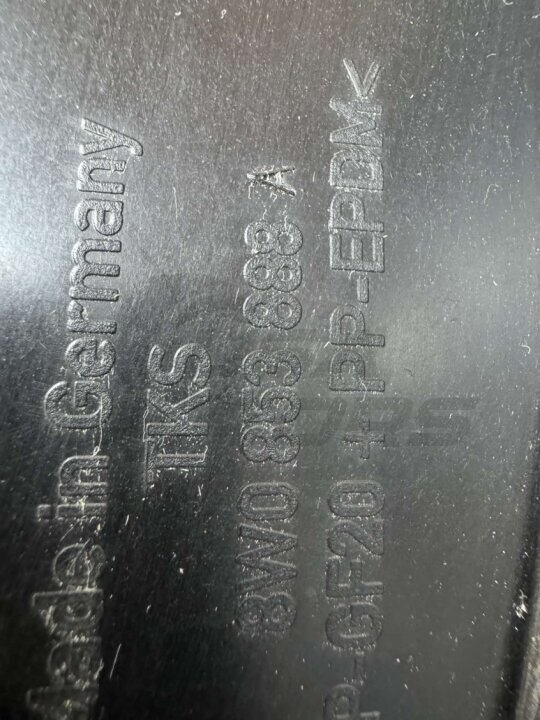 Made in Germany
TKS
8W0 853 888 A
P-GF20 + PP-EPDM<